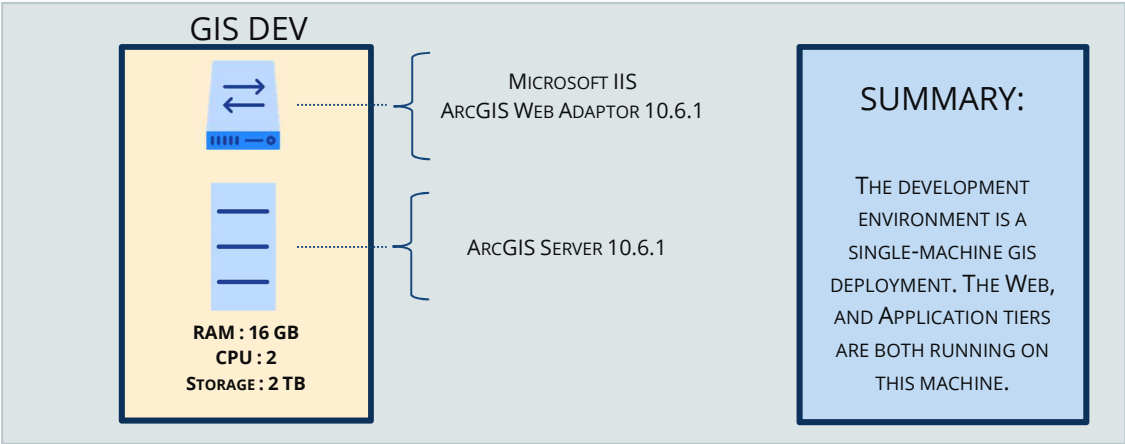 GIS DEV
MICROSOFT IIS
ARCGIS WEB ADAPTOR 10.6.1
ARCGIS SERVER 10.6.1
RAM : 16 GB
CPU : 2
STORAGE : 2 TB
SUMMARY:
THE DEVELOPMENT
ENVIRONMENT IS A
SINGLE-MACHINE GIS
DEPLOYMENT. THE WEB,
AND APPLICATION TIERS
ARE BOTH RUNNING ON
THIS MACHINE.